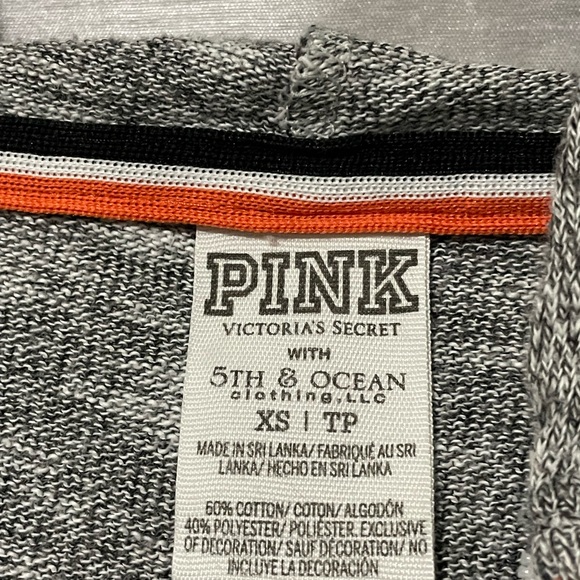 PINK
VICTORIA'S SECRET
WITH
5TH & OCEAN
clothing,LLC
XS | TP
MADE IN SRI LANKA/ FABRIQUÉ AU SRI
LANKA/ HECHO EN SRI LANKA
60% COTTON/ COTON/ ALGODÓN
40% POLYESTER/ POLIÉSTER. EXCLUSIVE
OF DECORATION/ SAUF DÉCORATION/ NO
INCLUYE LA DECORACIÓN